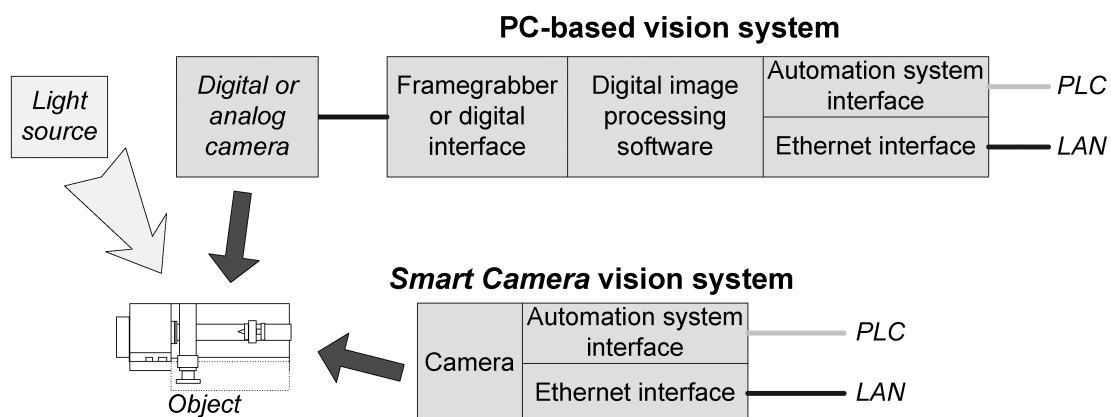 PC-based vision system
Light
source
Digital or
analog
camera
Framegrabber
or digital
interface
Digital image
processing
software
Automation system
interface
Ethernet interface
PLC
LAN
Smart Camera vision system
Camera
Automation system
interface
Ethernet interface
PLC
LAN
Object